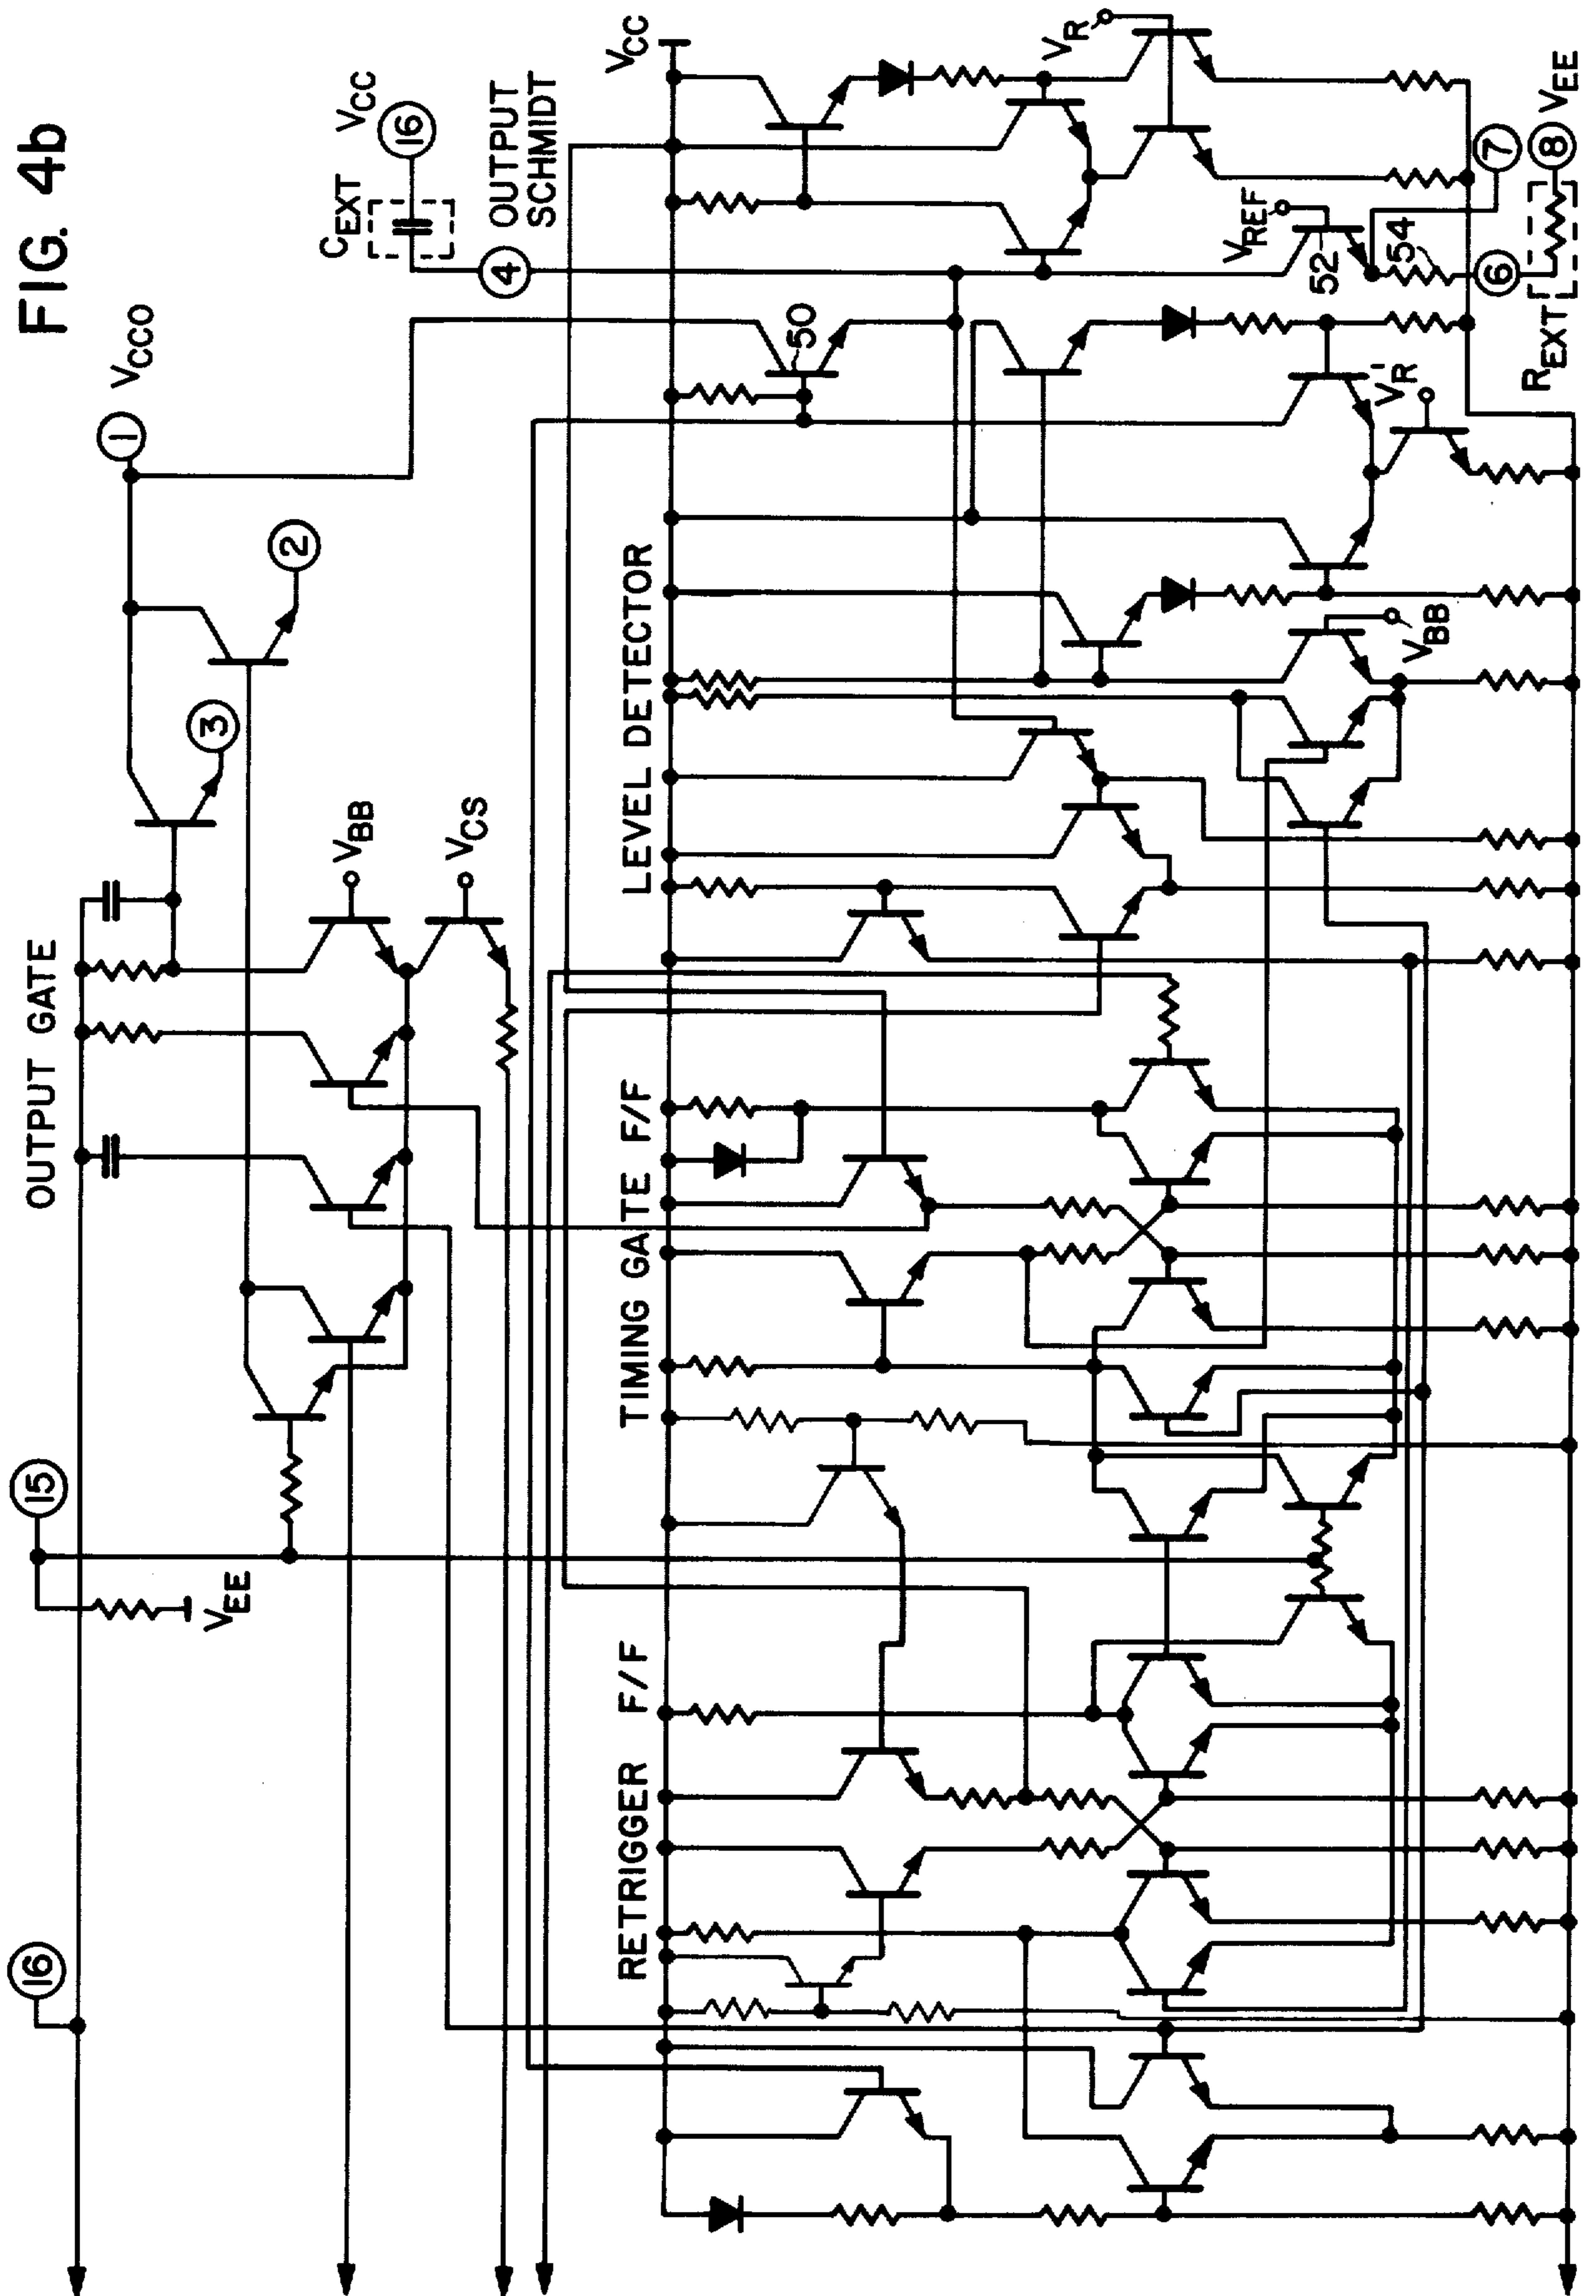 FIG. 4b
16
15
VEE
OUTPUT GATE
VBB
VCS
3
2
1
VCCO
CEXT
VCC
16
4
OUTPUT
SCHMIDT
RETRIGGER F/F
TIMING GATE F/F
LEVEL DETECTOR
VCC
50
VR
VREF
52
54
7
6
8
VEE
REXT
VR'
VBB